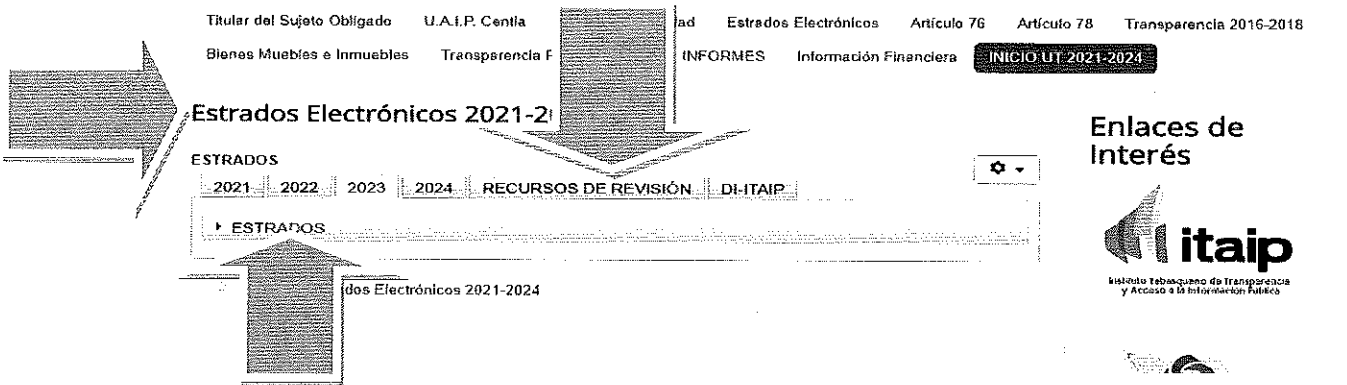 Titular del Sujeto Obligado U.A.I.P. Centla ad Estrados Electrónicos Artículo 76 Artículo 78 Transparencia 2016-2018
Bienes Muebles e Inmuebles Transparencia F INFORMES Información Financiera INICIO UT 2021-2024
Estrados Electrónicos 2021-2
Enlaces de
Interés
ESTRADOS
2021 2022 2023 2024 RECURSOS DE REVISIÓN DI-ITAIP
ESTRADOS
itaip
Instituto Tabasqueño de Transparencia
y Acceso a la Información Pública
dos Electrónicos 2021-2024